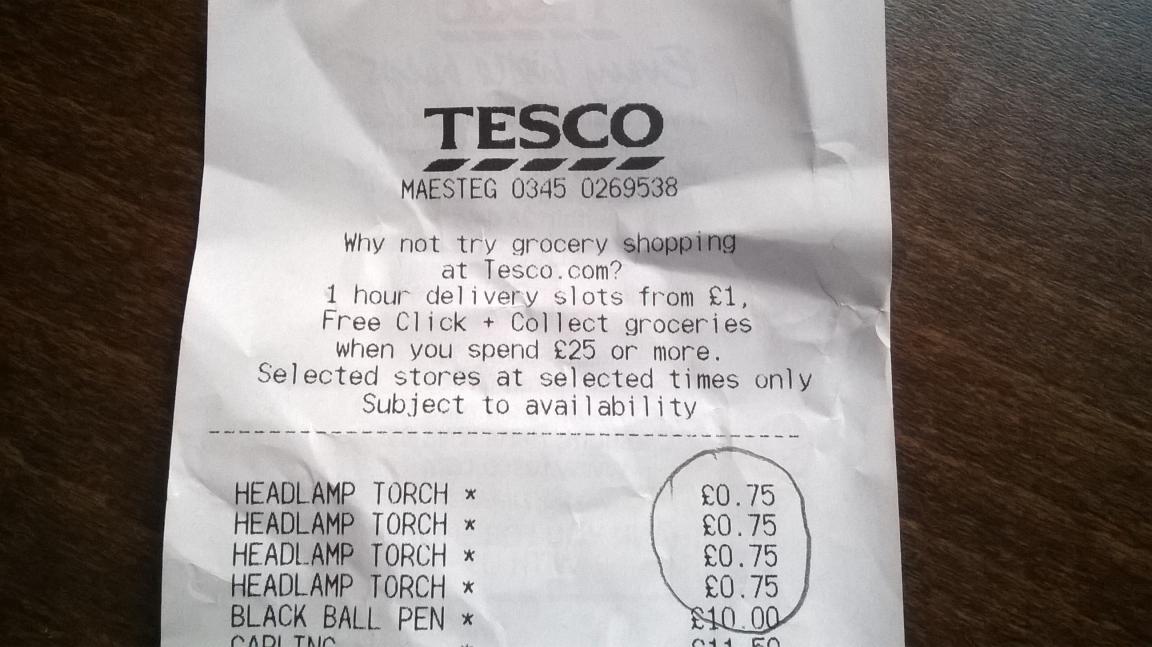 TESCO
MAESTEG 0345 0269538
Why not try grocery shopping
at Tesco.com?
1 hour delivery slots from £1,
Free Click + Collect groceries
when you spend £25 or more.
Selected stores at selected times only
Subject to availability
HEADLAMP TORCH * £0.75
HEADLAMP TORCH * £0.75
HEADLAMP TORCH * £0.75
HEADLAMP TORCH * £0.75
BLACK BALL PEN * £10.00
CARLING * £11.50